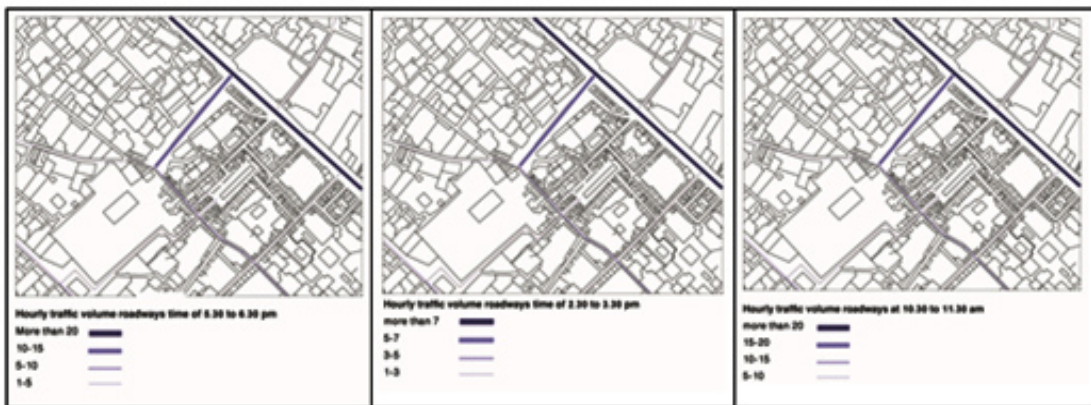 Hourly traffic volume roadways time of 5.30 to 6.30 pm
More than 20
10-15
5-10
1-5
Hourly traffic volume roadways time of 2.30 to 3.30 pm
more than 7
5-7
3-5
1-3
Hourly traffic volume roadways at 10.30 to 11.30 am
more than 20
15-20
10-15
5-10